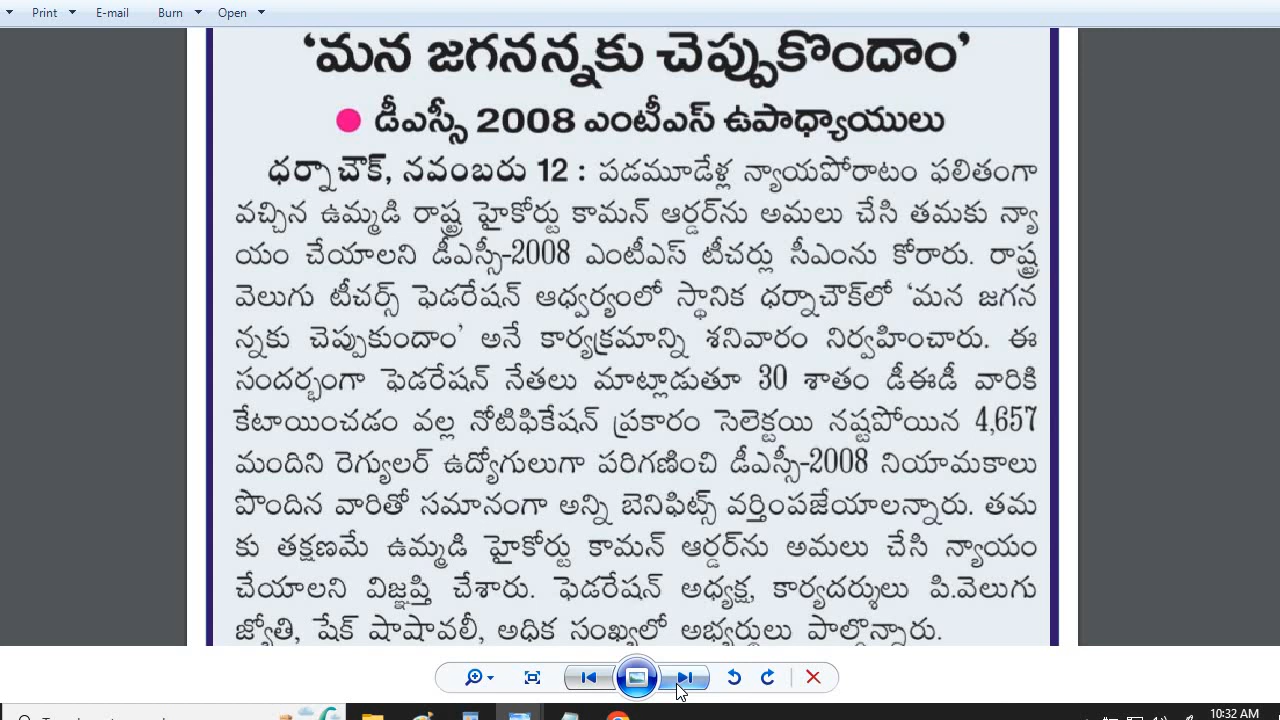 Print E-mail Burn Open
‘మన జగనన్నకు చెప్పుకొందాం’
డీఎస్సీ 2008 ఎంటీఎస్ ఉపాధ్యాయులు
ధర్నాచౌక్, నవంబరు 12 : పదమూడేళ్ల న్యాయపోరాటం ఫలితంగా
వచ్చిన ఉమ్మడి రాష్ట్ర హైకోర్టు కామన్ ఆర్డర్‌ను అమలు చేసి తమకు న్యా
యం చేయాలని డీఎస్సీ-2008 ఎంటీఎస్ టీచర్లు సీఎంను కోరారు. రాష్ట్ర
వెలుగు టీచర్స్ ఫెడరేషన్ ఆధ్వర్యంలో స్థానిక ధర్నాచౌక్‌లో ‘మన జగన
న్నకు చెప్పుకుందాం’ అనే కార్యక్రమాన్ని శనివారం నిర్వహించారు. ఈ
సందర్భంగా ఫెడరేషన్ నేతలు మాట్లాడుతూ 30 శాతం డీఈడీ వారికి
కేటాయించడం వల్ల నోటిఫికేషన్ ప్రకారం సెలెక్టయి నష్టపోయిన 4,657
మందిని రెగ్యులర్ ఉద్యోగులుగా పరిగణించి డీఎస్సీ-2008 నియామకాలు
పొందిన వారితో సమానంగా అన్ని బెనిఫిట్స్ వర్తింపజేయాలన్నారు. తమ
కు తక్షణమే ఉమ్మడి హైకోర్టు కామన్ ఆర్డర్‌ను అమలు చేసి న్యాయం
చేయాలని విజ్ఞప్తి చేశారు. ఫెడరేషన్ అధ్యక్ష, కార్యదర్శులు పి.వెలుగు
జ్యోతి, షేక్ షాషావలీ, అధిక సంఖ్యలో అభ్యర్థులు పాల్గొన్నారు.
10:32 AM